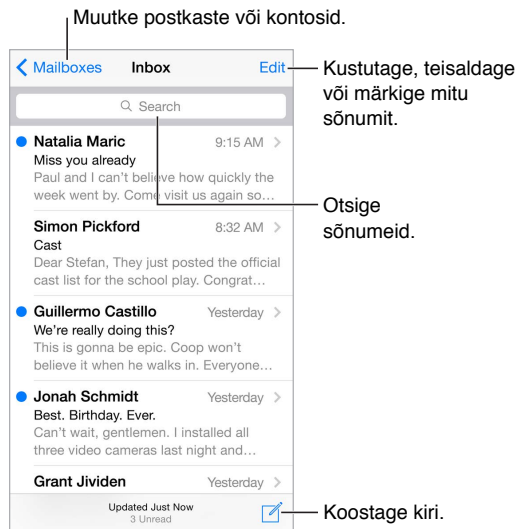 Muutke postkaste või kontosid.
Mailboxes Inbox Edit
Kustutage, teisaldage
või märkige mitu
sõnumit.
Search
Natalia Maric 9:15 AM
Miss you already
Paul and I can't believe how quickly the
week went by. Come visit us again so…
Otsige
sõnumeid.
Simon Pickford 8:32 AM
Cast
Dear Stefan, They just posted the official
cast list for the school play. Congrat…
Guillermo Castillo Yesterday
We're really doing this?
This is gonna be epic. Coop won't
believe it when he walks in. Everyone…
Jonah Schmidt Yesterday
Best. Birthday. Ever.
Can't wait, gentlemen. I installed all
three video cameras last night and…
Grant Jividen Yesterday
Updated Just Now
3 Unread
Koostage kiri.